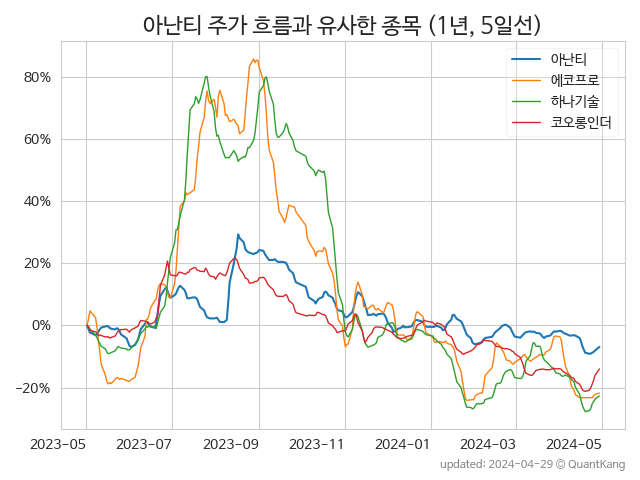 아난티 주가 흐름과 유사한 종목 (1년, 5일선)
아난티
에코프로
하나기술
코오롱인더
80%
60%
40%
20%
0%
−20%
2023-05
2023-07
2023-09
2023-11
2024-01
2024-03
2024-05
updated: 2024-04-29 © QuantKang